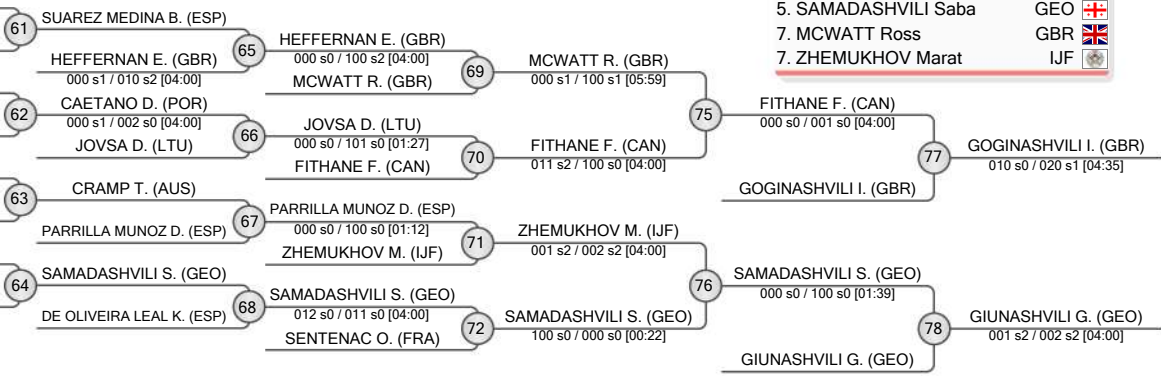 5. SAMADASHVILI Saba GEO
7. MCWATT Ross GBR
7. ZHEMUKHOV Marat IJF
61
SUAREZ MEDINA B. (ESP)
HEFFERNAN E. (GBR)
000 s1 / 010 s2 [04:00]
62
CAETANO D. (POR)
000 s1 / 002 s0 [04:00]
JOVSA D. (LTU)
63
CRAMP T. (AUS)
PARRILLA MUNOZ D. (ESP)
64
SAMADASHVILI S. (GEO)
DE OLIVEIRA LEAL K. (ESP)
65
HEFFERNAN E. (GBR)
000 s0 / 100 s2 [04:00]
MCWATT R. (GBR)
66
JOVSA D. (LTU)
000 s0 / 101 s0 [01:27]
FITHANE F. (CAN)
67
PARRILLA MUNOZ D. (ESP)
000 s0 / 100 s0 [01:12]
ZHEMUKHOV M. (IJF)
68
SAMADASHVILI S. (GEO)
012 s0 / 011 s0 [04:00]
SENTENAC O. (FRA)
69
MCWATT R. (GBR)
000 s1 / 100 s1 [05:59]
70
FITHANE F. (CAN)
011 s2 / 100 s0 [04:00]
71
ZHEMUKHOV M. (IJF)
001 s2 / 002 s2 [04:00]
72
SAMADASHVILI S. (GEO)
100 s0 / 000 s0 [00:22]
75
FITHANE F. (CAN)
000 s0 / 001 s0 [04:00]
GOGINASHVILI I. (GBR)
76
SAMADASHVILI S. (GEO)
000 s0 / 100 s0 [01:39]
GIUNASHVILI G. (GEO)
77
GOGINASHVILI I. (GBR)
010 s0 / 020 s1 [04:35]
78
GIUNASHVILI G. (GEO)
001 s2 / 002 s2 [04:00]